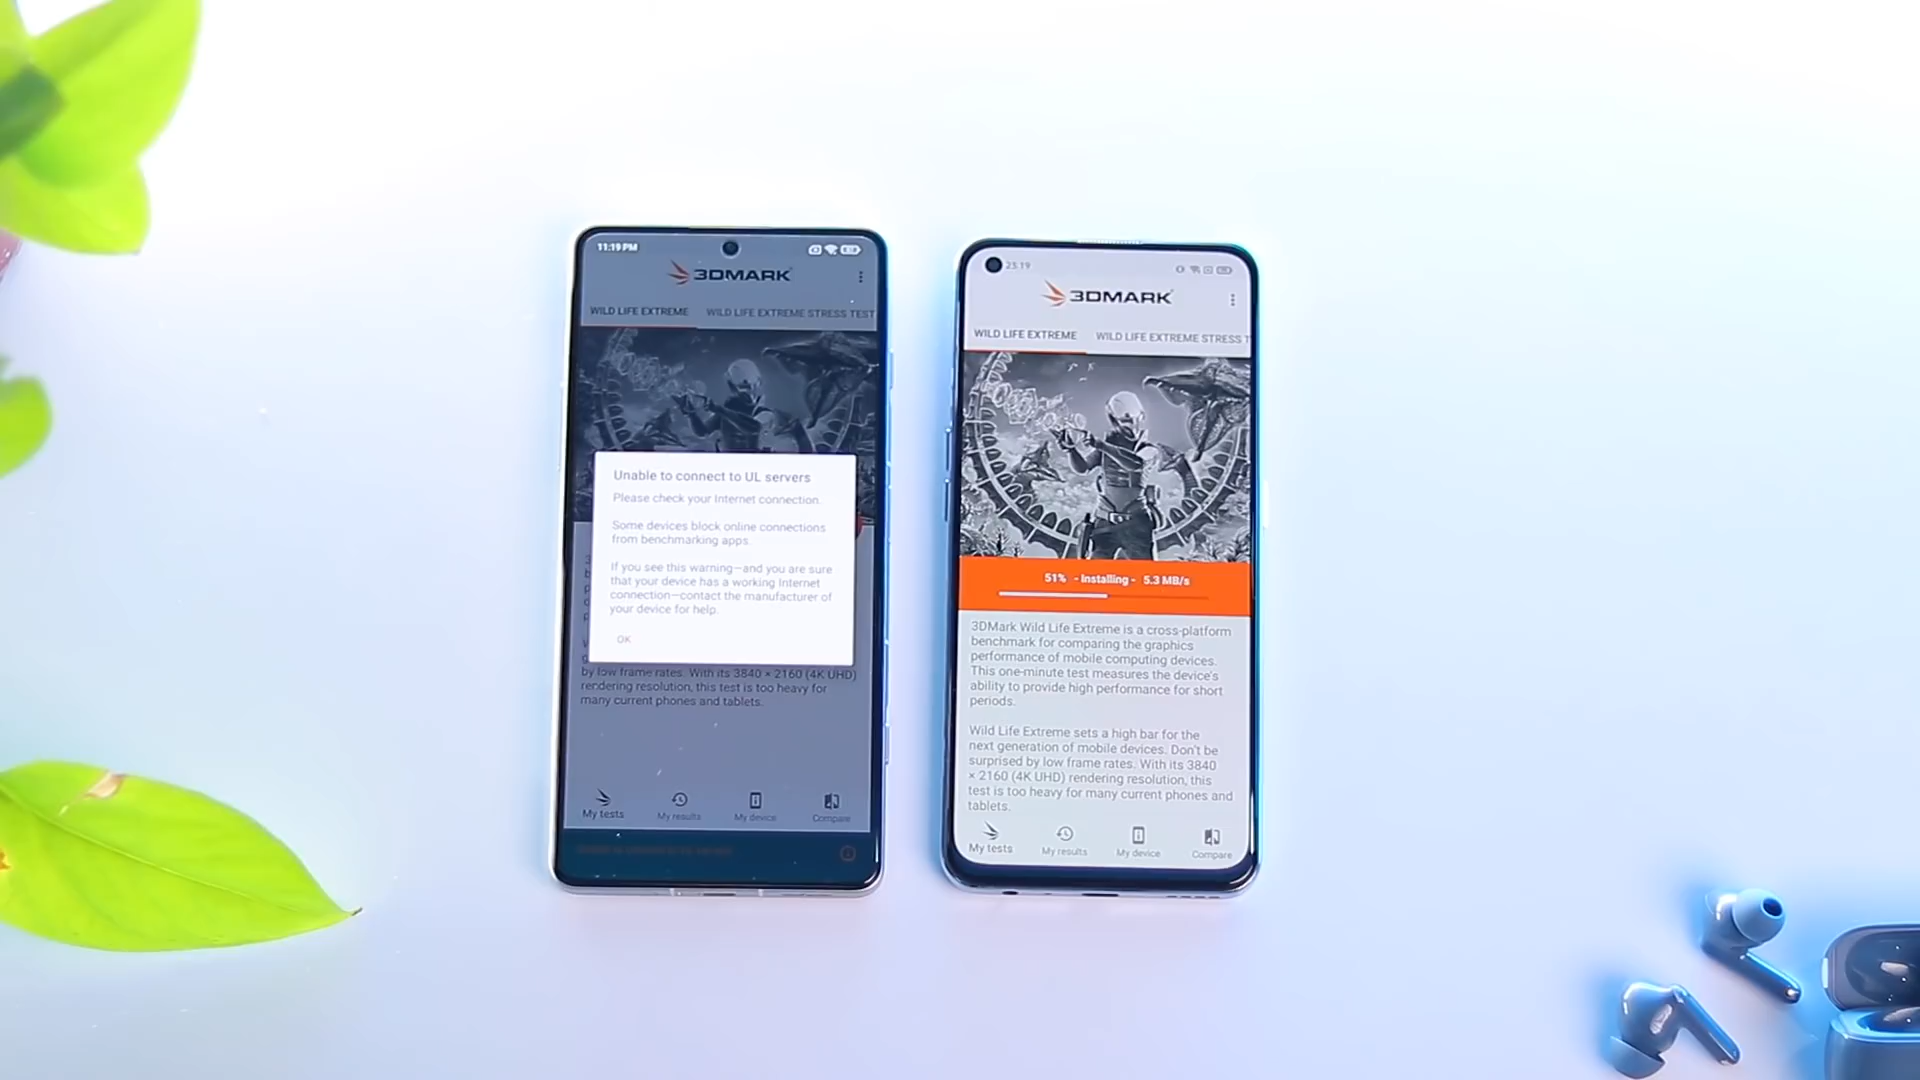 11:19 PM
3DMARK
WILD LIFE EXTREME
WILD LIFE EXTREME STRESS TEST
Unable to connect to UL servers
Please check your Internet connection.
Some devices block online connections
from benchmarking apps.
If you see this warning—and you are sure
that your device has a working Internet
connection—contact the manufacturer of
your device for help.
OK
by low frame rates. With its 3840 × 2160 (4K UHD)
rendering resolution, this test is too heavy for
many current phones and tablets.
My tests
My results
My device
Compare
23:19
3DMARK
WILD LIFE EXTREME
WILD LIFE EXTREME STRESS T
51% - Installing - 5.3 MB/s
3DMark Wild Life Extreme is a cross-platform
benchmark for comparing the graphics
performance of mobile computing devices.
This one-minute test measures the device's
ability to provide high performance for short
periods.
Wild Life Extreme sets a high bar for the
next generation of mobile devices. Don't be
surprised by low frame rates. With its 3840
× 2160 (4K UHD) rendering resolution, this
test is too heavy for many current phones and
tablets.
My tests
My results
My device
Compare